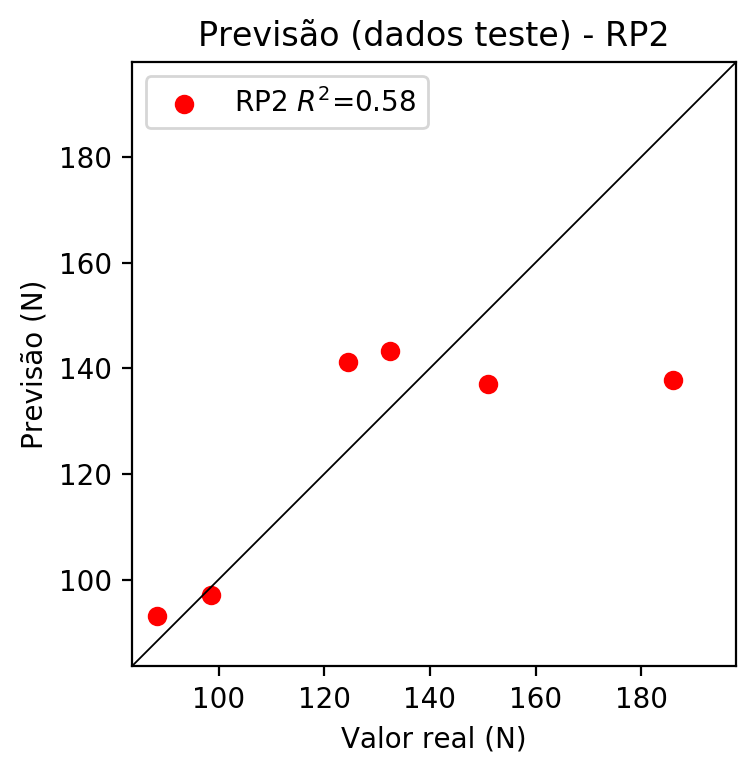 Previsão (dados teste) - RP2
RP2 R²=0.58
180
160
140
120
100
Previsão (N)
100
120
140
160
180
Valor real (N)